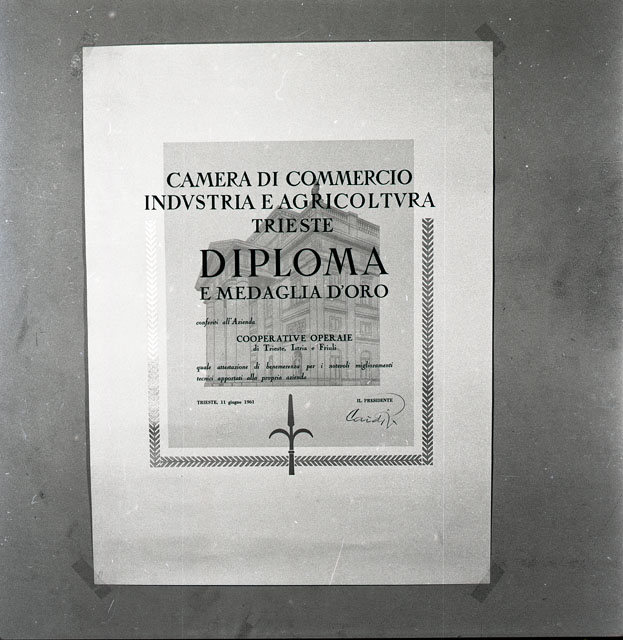 CAMERA DI COMMERCIO
INDVSTRIA E AGRICOLTVRA
TRIESTE
DIPLOMA
E MEDAGLIA D'ORO
conferiti all'Azienda
COOPERATIVE OPERAIE
di Trieste, Istria e Friuli
quale attestazione di benemerenza per i notevoli miglioramenti
tecnici apportati alla propria azienda
TRIESTE, 11 giugno 1961
IL PRESIDENTE